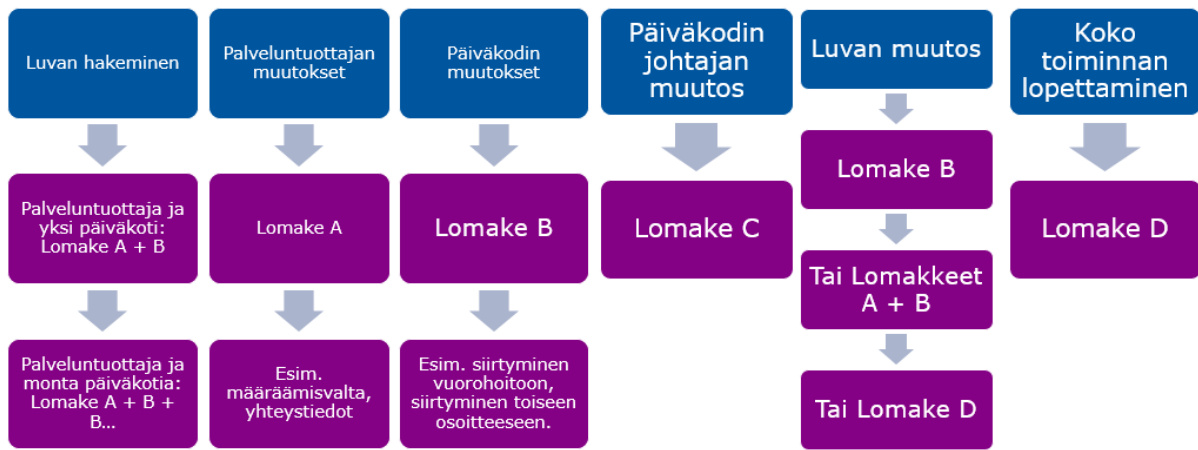 Luvan hakeminen
Palveluntuottaja ja
yksi päiväkoti:
Lomake A + B
Palveluntuottaja ja
monta päiväkotia:
Lomake A + B +
B...
Palveluntuottajan
muutokset
Lomake A
Esim.
määräämisvalta,
yhteystiedot
Päiväkodin
muutokset
Lomake B
Esim. siirtyminen
vuorohoitoon,
siirtyminen toiseen
osoitteeseen.
Päiväkodin
johtajan
muutos
Lomake C
Luvan muutos
Lomake B
Tai Lomakkeet
A + B
Tai Lomake D
Koko
toiminnan
lopettaminen
Lomake D